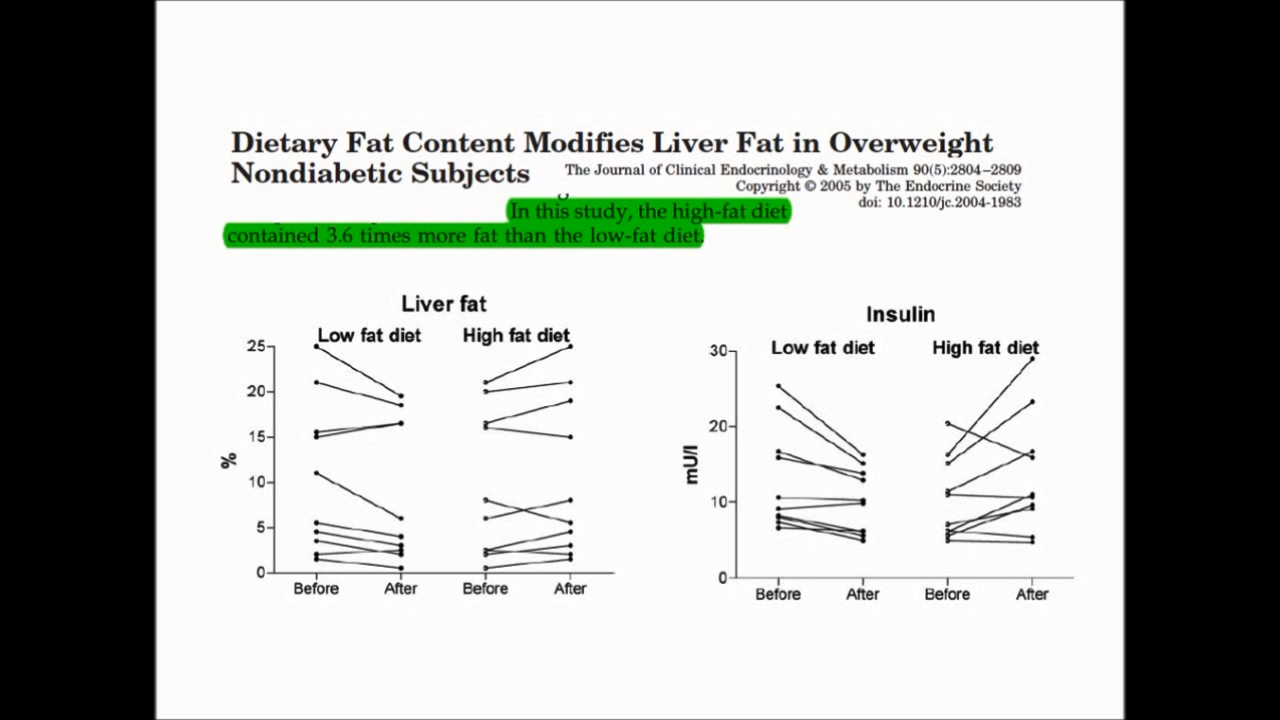 Dietary Fat Content Modifies Liver Fat in Overweight
Nondiabetic Subjects
The Journal of Clinical Endocrinology & Metabolism 90(5):2804–2809
Copyright © 2005 by The Endocrine Society
doi: 10.1210/jc.2004-1983
In this study, the high-fat diet
contained 3.6 times more fat than the low-fat diet.
Liver fat
Low fat diet High fat diet
25
20
15
10
5
0
%
Before After Before After
Insulin
Low fat diet High fat diet
30
20
10
0
mU/l
Before After Before After